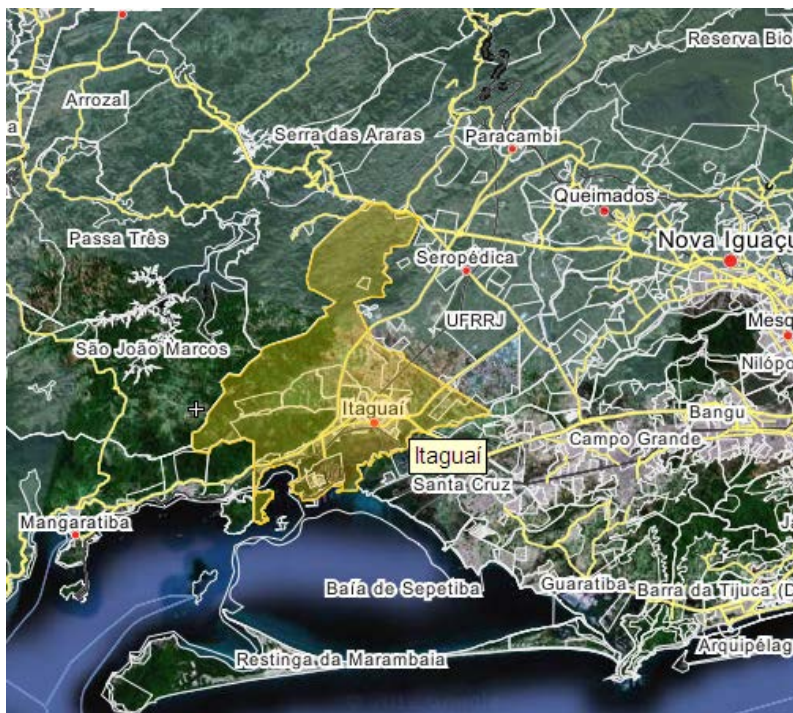 Reserva Bio
Arrozal
Serra das Araras
Paracambi
Queimados
Passa Três
Nova Iguaçu
Seropédica
UFRRJ
Mesq
São João Marcos
Nilópo
Itaguaí
Bangu
Campo Grande
Itaguaí
Santa Cruz
Mangaratiba
Baía de Sepetiba
Guaratiba
Barra da Tijuca (D
Arquipélag
Restinga da Marambaia